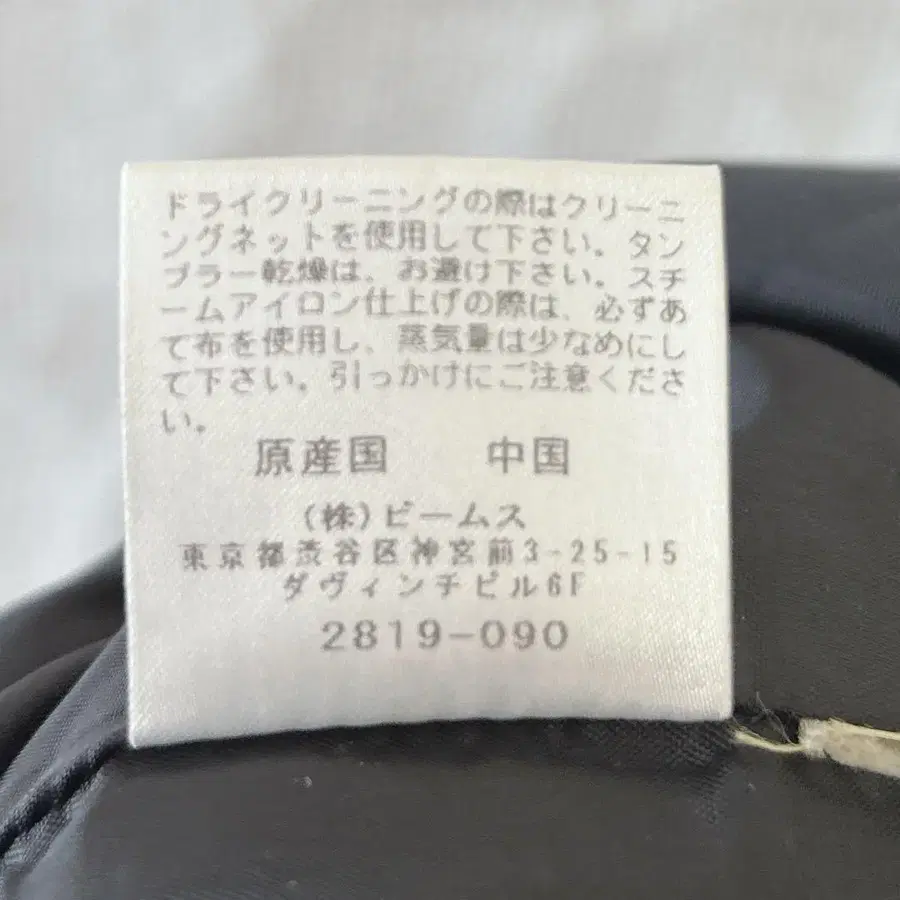 ドライクリーニングの際はクリーニ
ングネットを使用して下さい。タン
ブラー乾燥は、お避け下さい。スチ
ームアイロン仕上げの際は、必ずあ
て布を使用し、蒸気量は少なめにし
て下さい。引っかけにご注意くださ
い。
原産国 中国
(株)ビームス
東京都渋谷区神宮前3-25-15
ダヴィンチビル6F
2819-090